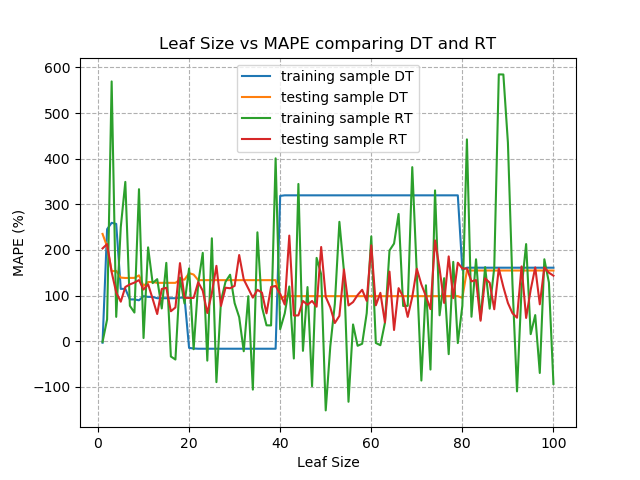 Leaf Size vs MAPE comparing DT and RT
training sample DT
testing sample DT
training sample RT
testing sample RT
MAPE (%)
600
500
400
300
200
100
0
−100
0 20 40 60 80 100
Leaf Size